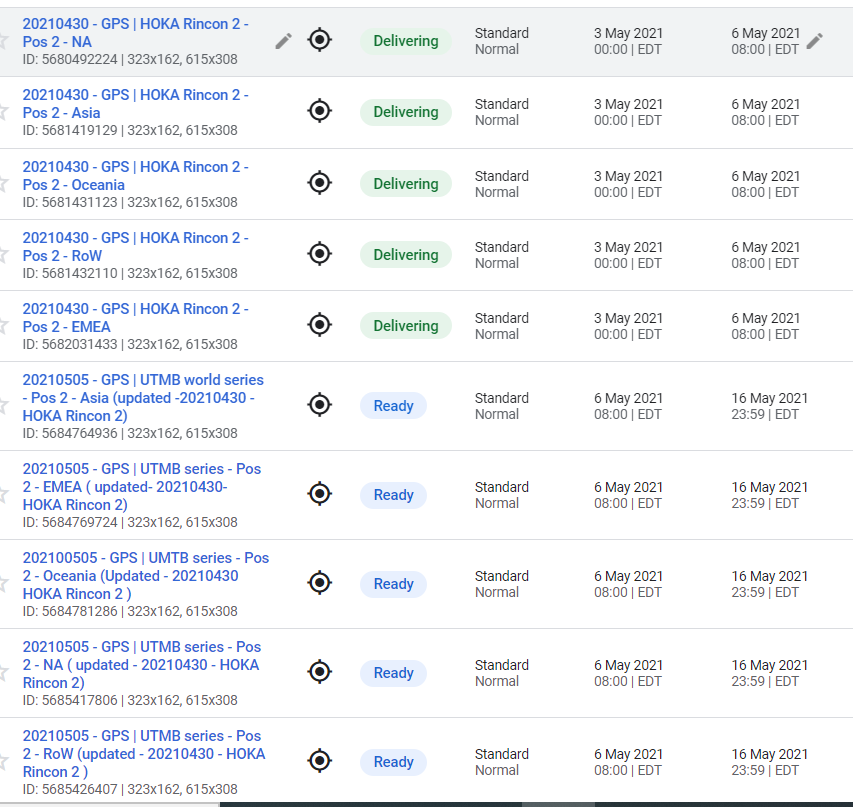 20210430 - GPS | HOKA Rincon 2 -
Pos 2 - NA
ID: 5680492224 | 323x162, 615x308
Delivering
Standard
Normal
3 May 2021
00:00 | EDT
6 May 2021
08:00 | EDT
20210430 - GPS | HOKA Rincon 2 -
Pos 2 - Asia
ID: 5681419129 | 323x162, 615x308
Delivering
Standard
Normal
3 May 2021
00:00 | EDT
6 May 2021
08:00 | EDT
20210430 - GPS | HOKA Rincon 2 -
Pos 2 - Oceania
ID: 5681431123 | 323x162, 615x308
Delivering
Standard
Normal
3 May 2021
00:00 | EDT
6 May 2021
08:00 | EDT
20210430 - GPS | HOKA Rincon 2 -
Pos 2 - RoW
ID: 5681432110 | 323x162, 615x308
Delivering
Standard
Normal
3 May 2021
00:00 | EDT
6 May 2021
08:00 | EDT
20210430 - GPS | HOKA Rincon 2 -
Pos 2 - EMEA
ID: 5682031433 | 323x162, 615x308
Delivering
Standard
Normal
3 May 2021
00:00 | EDT
6 May 2021
08:00 | EDT
20210505 - GPS | UTMB world series
- Pos 2 - Asia (updated -20210430 -
HOKA Rincon 2)
ID: 5684764936 | 323x162, 615x308
Ready
Standard
Normal
6 May 2021
08:00 | EDT
16 May 2021
23:59 | EDT
20210505 - GPS | UTMB series - Pos
2 - EMEA ( updated- 20210430-
HOKA Rincon 2)
ID: 5684769724 | 323x162, 615x308
Ready
Standard
Normal
6 May 2021
08:00 | EDT
16 May 2021
23:59 | EDT
202100505 - GPS | UMTB series - Pos
2 - Oceania (Updated - 20210430
HOKA Rincon 2 )
ID: 5684781286 | 323x162, 615x308
Ready
Standard
Normal
6 May 2021
08:00 | EDT
16 May 2021
23:59 | EDT
20210505 - GPS | UTMB series - Pos
2 - NA ( updated - 20210430 - HOKA
Rincon 2)
ID: 5685417806 | 323x162, 615x308
Ready
Standard
Normal
6 May 2021
08:00 | EDT
16 May 2021
23:59 | EDT
20210505 - GPS | UTMB series - Pos
2 - RoW (updated - 20210430 - HOKA
Rincon 2 )
ID: 5685426407 | 323x162, 615x308
Ready
Standard
Normal
6 May 2021
08:00 | EDT
16 May 2021
23:59 | EDT